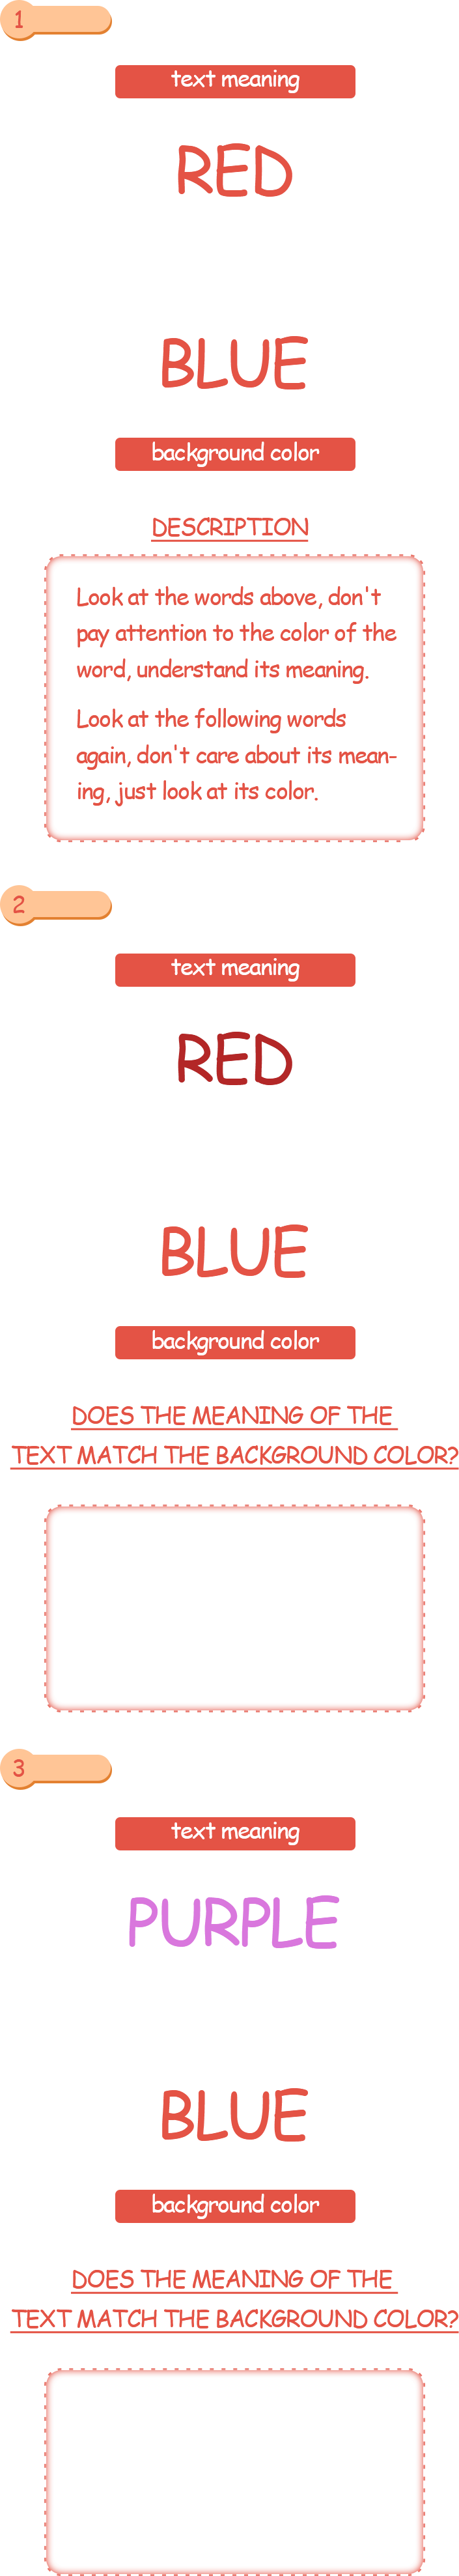 1
text meaning
RED
BLUE
background color
DESCRIPTION
Look at the words above, don't
pay attention to the color of the
word, understand its meaning.
Look at the following words
again, don't care about its mean-
ing, just look at its color.
2
text meaning
RED
BLUE
background color
DOES THE MEANING OF THE
TEXT MATCH THE BACKGROUND COLOR?
3
text meaning
PURPLE
BLUE
background color
DOES THE MEANING OF THE
TEXT MATCH THE BACKGROUND COLOR?